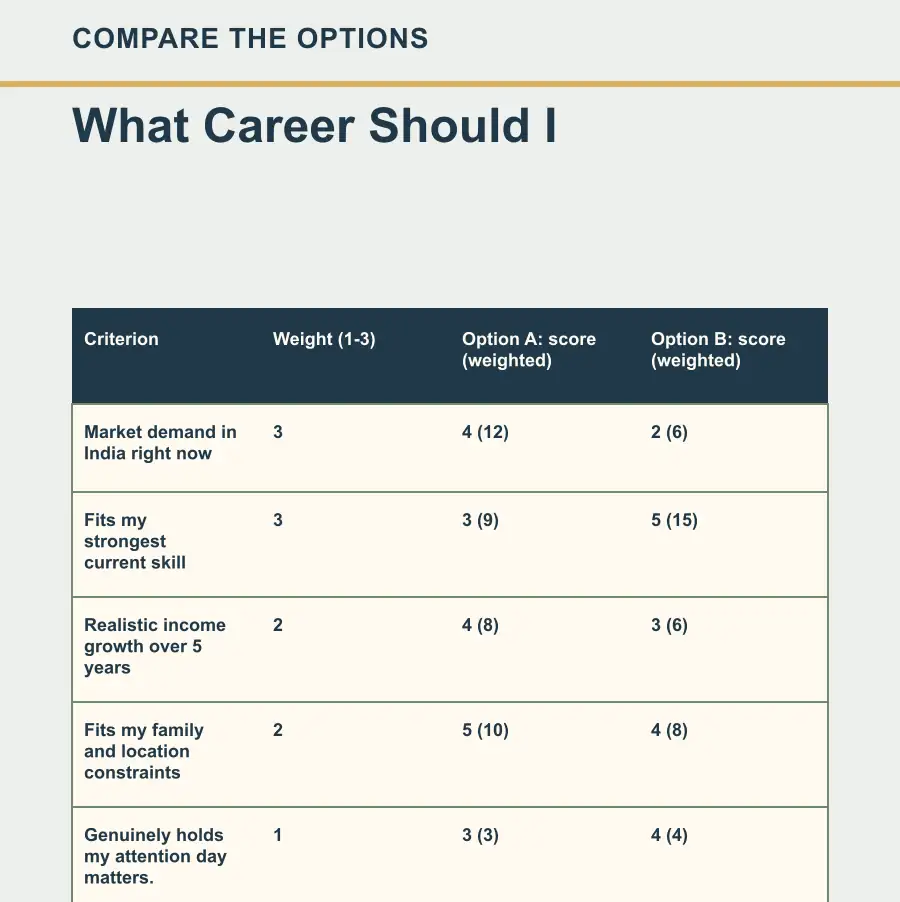 COMPARE THE OPTIONS
What Career Should I
Criterion
Weight (1-3)
Option A: score
(weighted)
Option B: score
(weighted)
Market demand in
India right now
3
4 (12)
2 (6)
Fits my
strongest
current skill
3
3 (9)
5 (15)
Realistic income
growth over 5
years
2
4 (8)
3 (6)
Fits my family
and location
constraints
2
5 (10)
4 (8)
Genuinely holds
my attention day
matters.
1
3 (3)
4 (4)